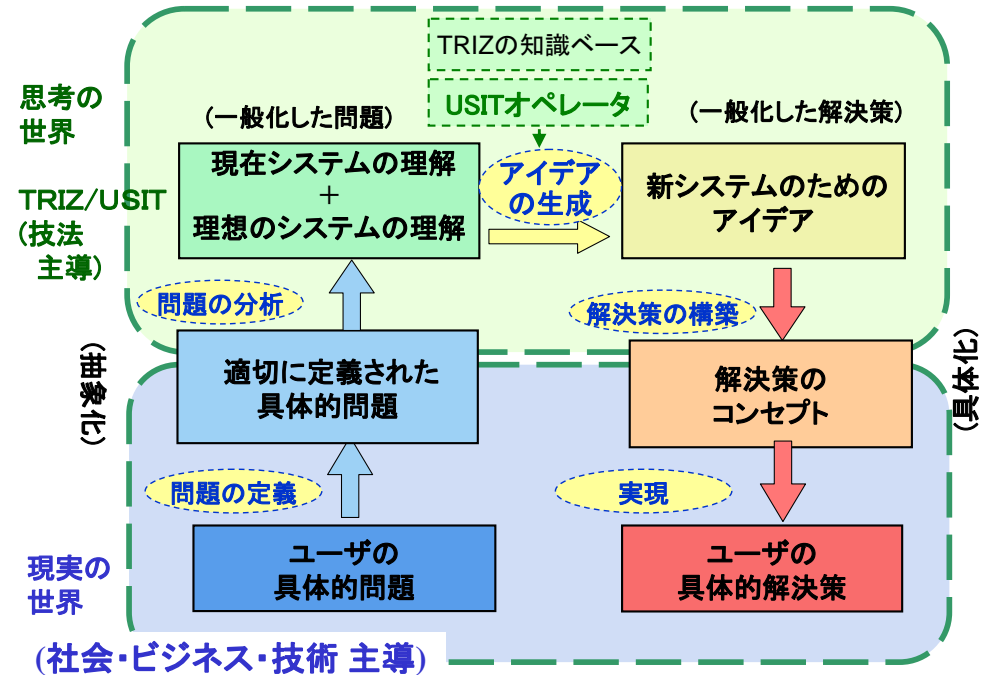 TRIZの知識ベース
USITオペレータ
思考の
世界
(一般化した問題)
(一般化した解決策)
現在システムの理解
+
理想のシステムの理解
アイデア
の生成
新システムのための
アイデア
TRIZ/USIT
(技法
主導)
問題の分析
解決策の構築
(抽象化)
適切に定義された
具体的問題
解決策の
コンセプト
(具体化)
問題の定義
実現
現実の
世界
ユーザの
具体的問題
ユーザの
具体的解決策
(社会・ビジネス・技術 主導)